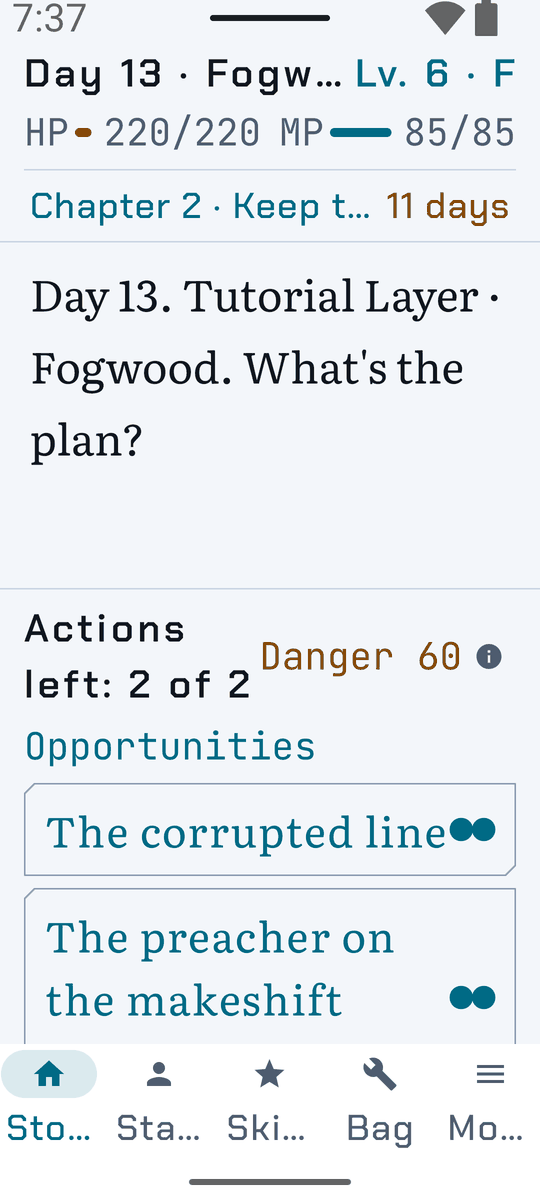 7:37
Day 13 · Fogw... Lv. 6 · F
HP 220/220 MP 85/85
Chapter 2 · Keep t... 11 days
Day 13. Tutorial Layer ·
Fogwood. What's the
plan?
Actions
left: 2 of 2
Danger 60
Opportunities
The corrupted line
The preacher on
the makeshift
Sto... Sta... Ski... Bag Mo...